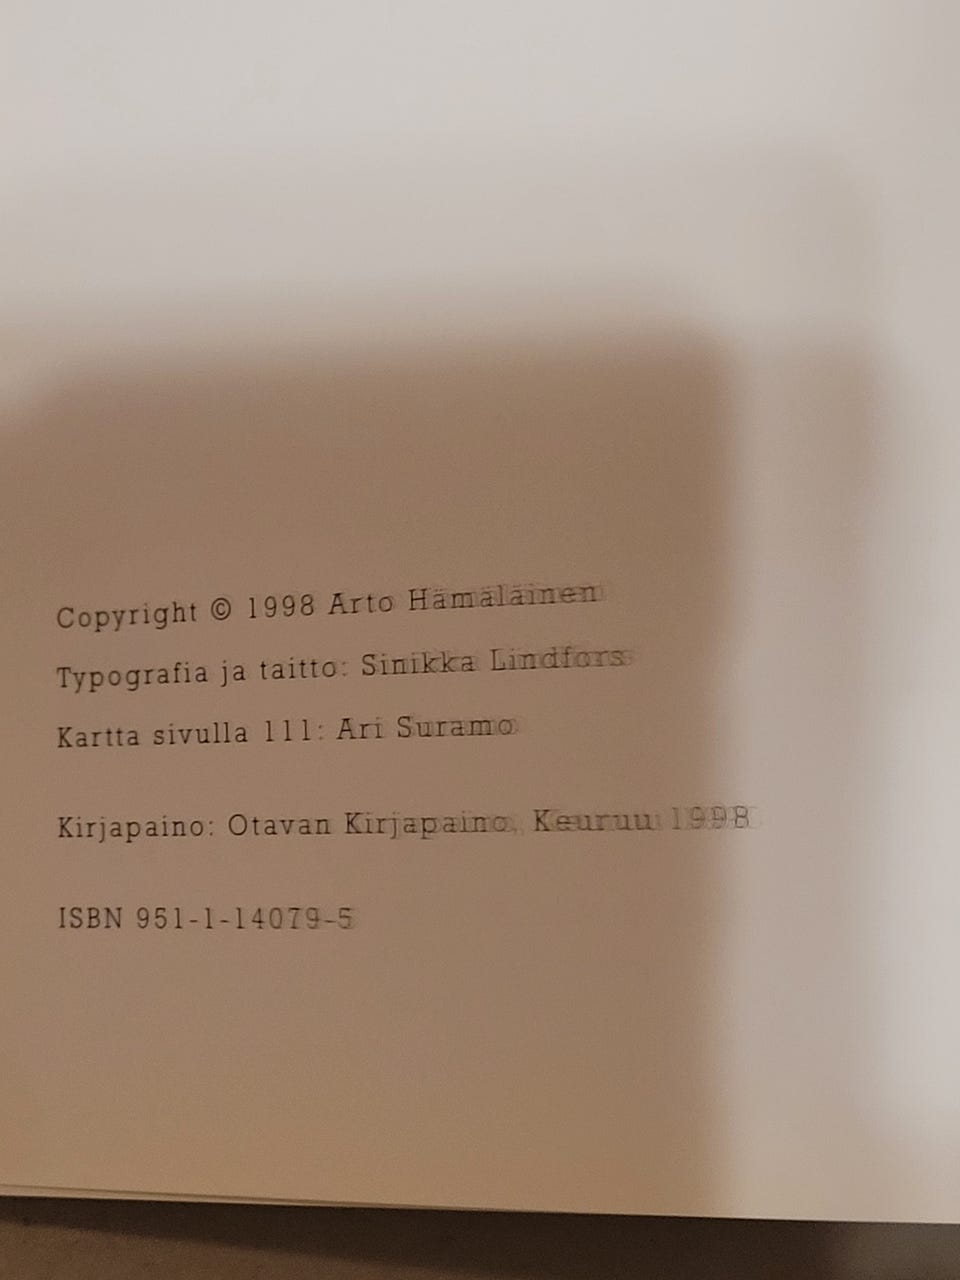 Copyright © 1998 Arto Hämäläinen
Typografia ja taitto: Sinikka Lindfors
Kartta sivulla 111: Ari Suramo
Kirjapaino: Otavan Kirjapaino, Keuruu 1998
ISBN 951-1-14079-5